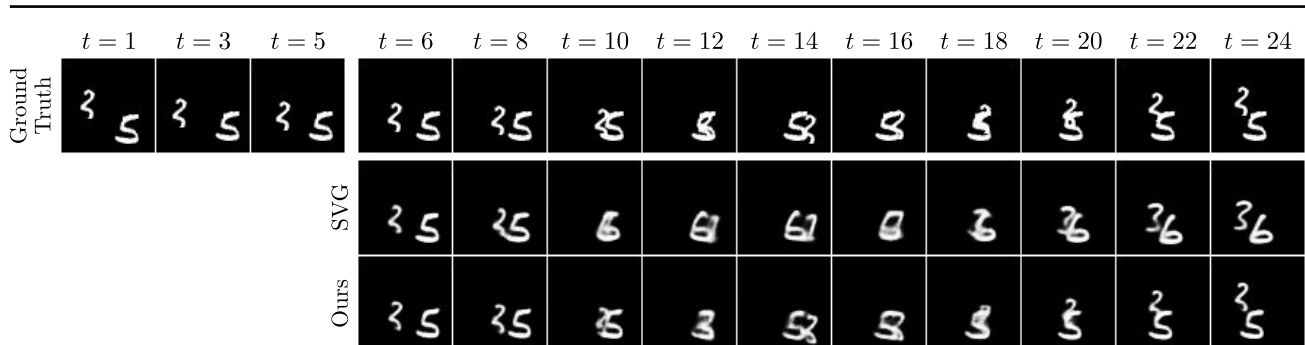 t = 1 t = 3 t = 5 t = 6 t = 8 t = 10 t = 12 t = 14 t = 16 t = 18 t = 20 t = 22 t = 24
Ground
Truth
SVG
Ours